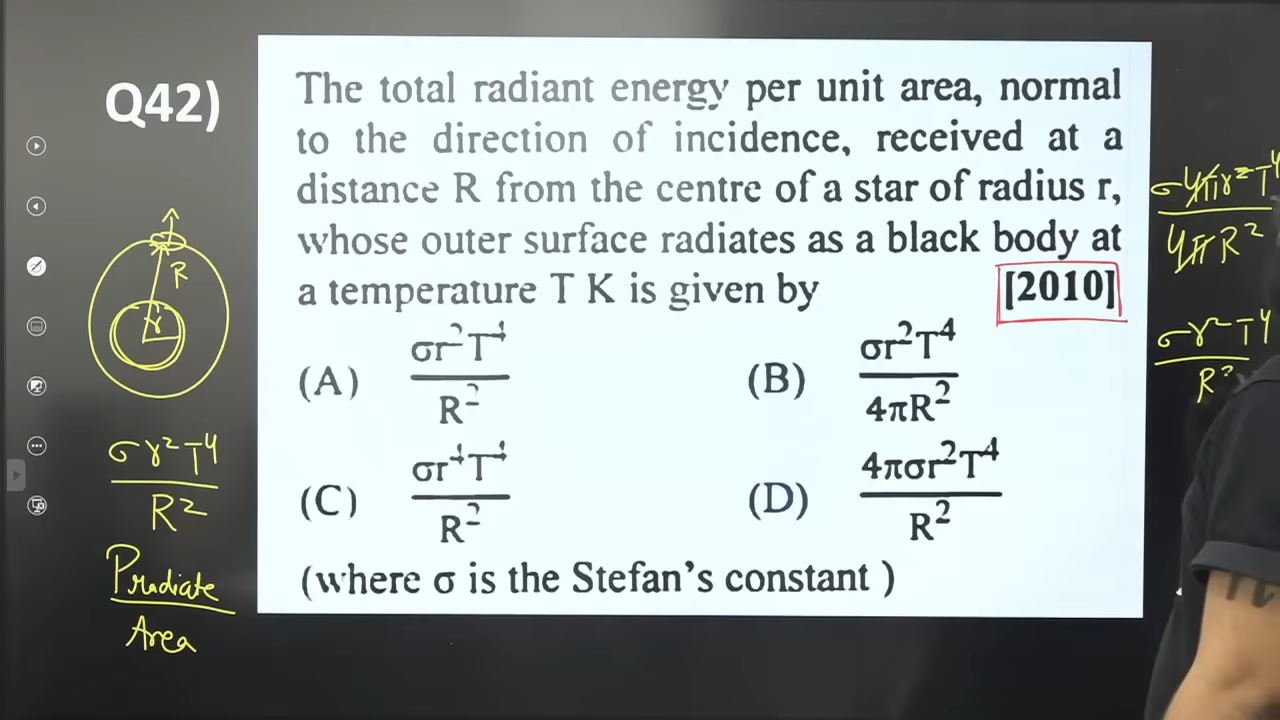 Q42)
The total radiant energy per unit area, normal
to the direction of incidence, received at a
distance R from the centre of a star of radius r,
whose outer surface radiates as a black body at
a temperature T K is given by [2010]
(A) σr²T⁴ / R² (B) σr²T⁴ / 4πR²
(C) σr⁴T⁴ / R² (D) 4πσr²T⁴ / R²
(where σ is the Stefan's constant )
R
r
σr²T⁴ / R²
Pradiate / Area
σ4πr²T⁴ / 4πR²
σr²T⁴ / R²